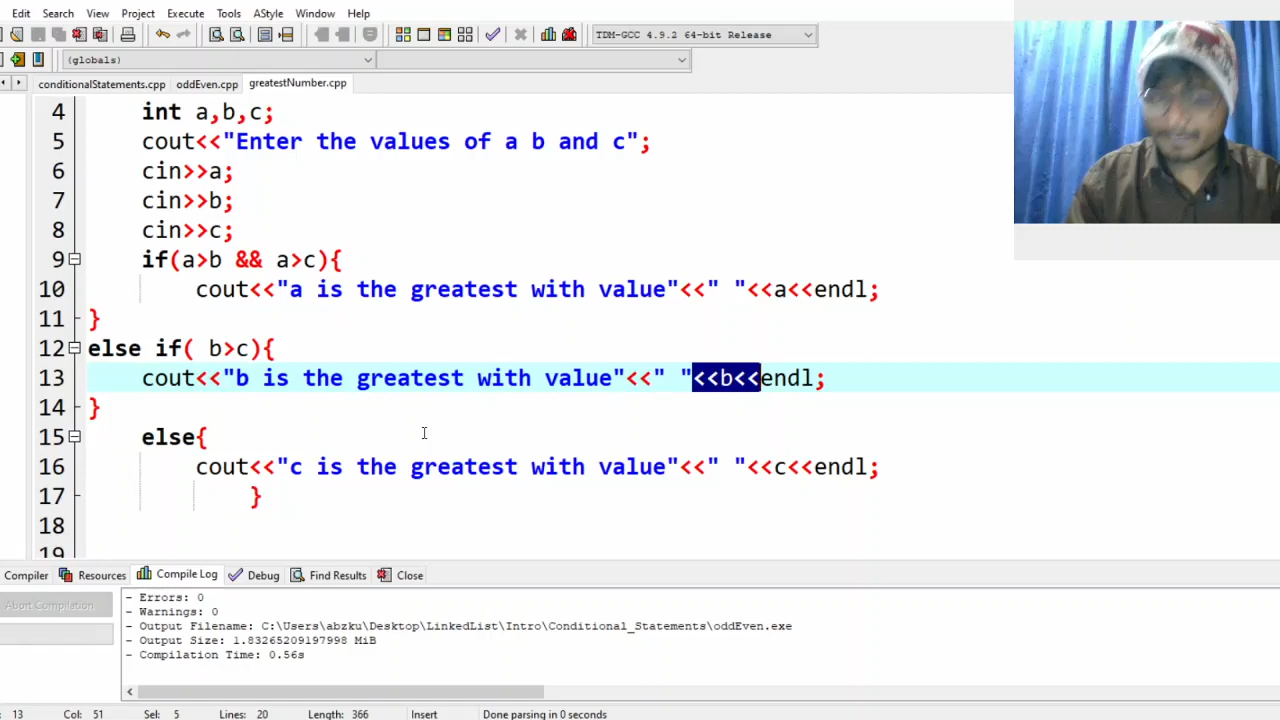 Edit Search View Project Execute Tools AStyle Window Help
TDM-GCC 4.9.2 64-bit Release
(globals)
conditionalStatements.cpp oddEven.cpp greatestNumber.cpp
4 int a,b,c;
5 cout<<"Enter the values of a b and c";
6 cin>>a;
7 cin>>b;
8 cin>>c;
9 if(a>b && a>c){
10 cout<<"a is the greatest with value"<<" "<<a<<endl;
11 }
12 else if( b>c){
13 cout<<"b is the greatest with value"<<" "<<b<<endl;
14 }
15 else{
16 cout<<"c is the greatest with value"<<" "<<c<<endl;
17 }
18
19
Compiler Resources Compile Log Debug Find Results Close
Abort Compilation
- Errors: 0
- Warnings: 0
- Output Filename: C:\Users\abzku\Desktop\LinkedList\Intro\Conditional_Statements\oddEven.exe
- Output Size: 1.83265209197998 MiB
- Compilation Time: 0.56s
: 13 Col: 51 Sel: 5 Lines: 20 Length: 366 Insert Done parsing in 0 seconds